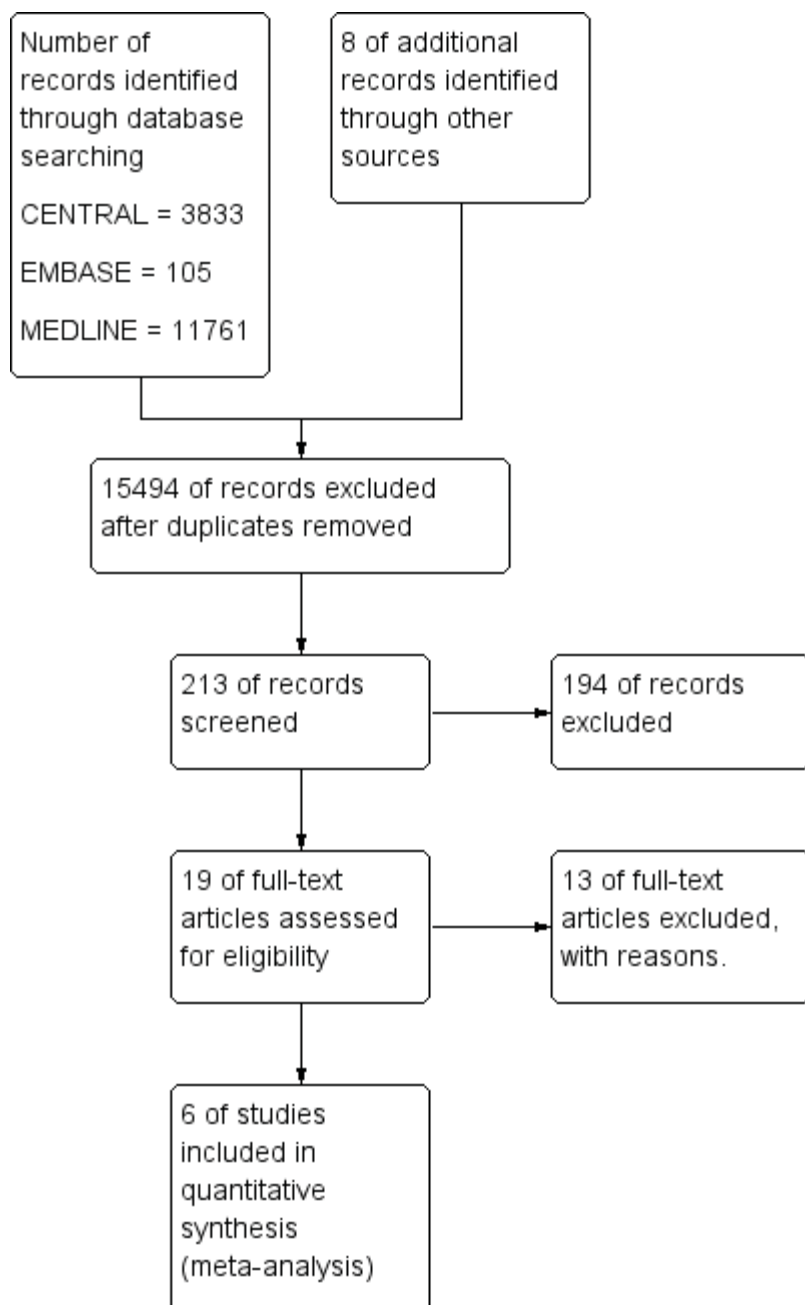 Number of
records identified
through database
searching
CENTRAL = 3833
EMBASE = 105
MEDLINE = 11761
8 of additional
records identified
through other
sources
15494 of records excluded
after duplicates removed
213 of records
screened
194 of records
excluded
19 of full-text
articles assessed
for eligibility
13 of full-text
articles excluded,
with reasons.
6 of studies
included in
quantitative
synthesis
(meta-analysis)